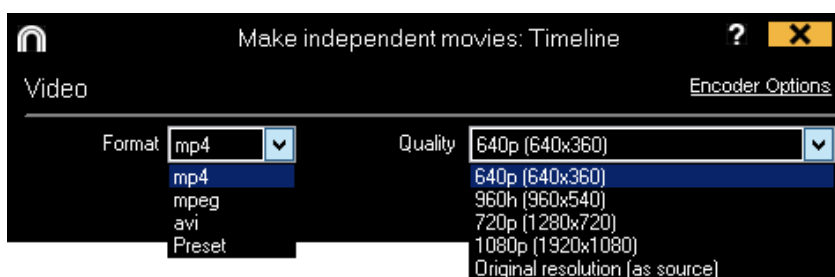 Make independent movies: Timeline ?
Video Encoder Options
Format mp4 Quality 640p (640x360)
mp4 640p (640x360)
mpeg 960h (960x540)
avi 720p (1280x720)
Preset 1080p (1920x1080)
Original resolution (as source)